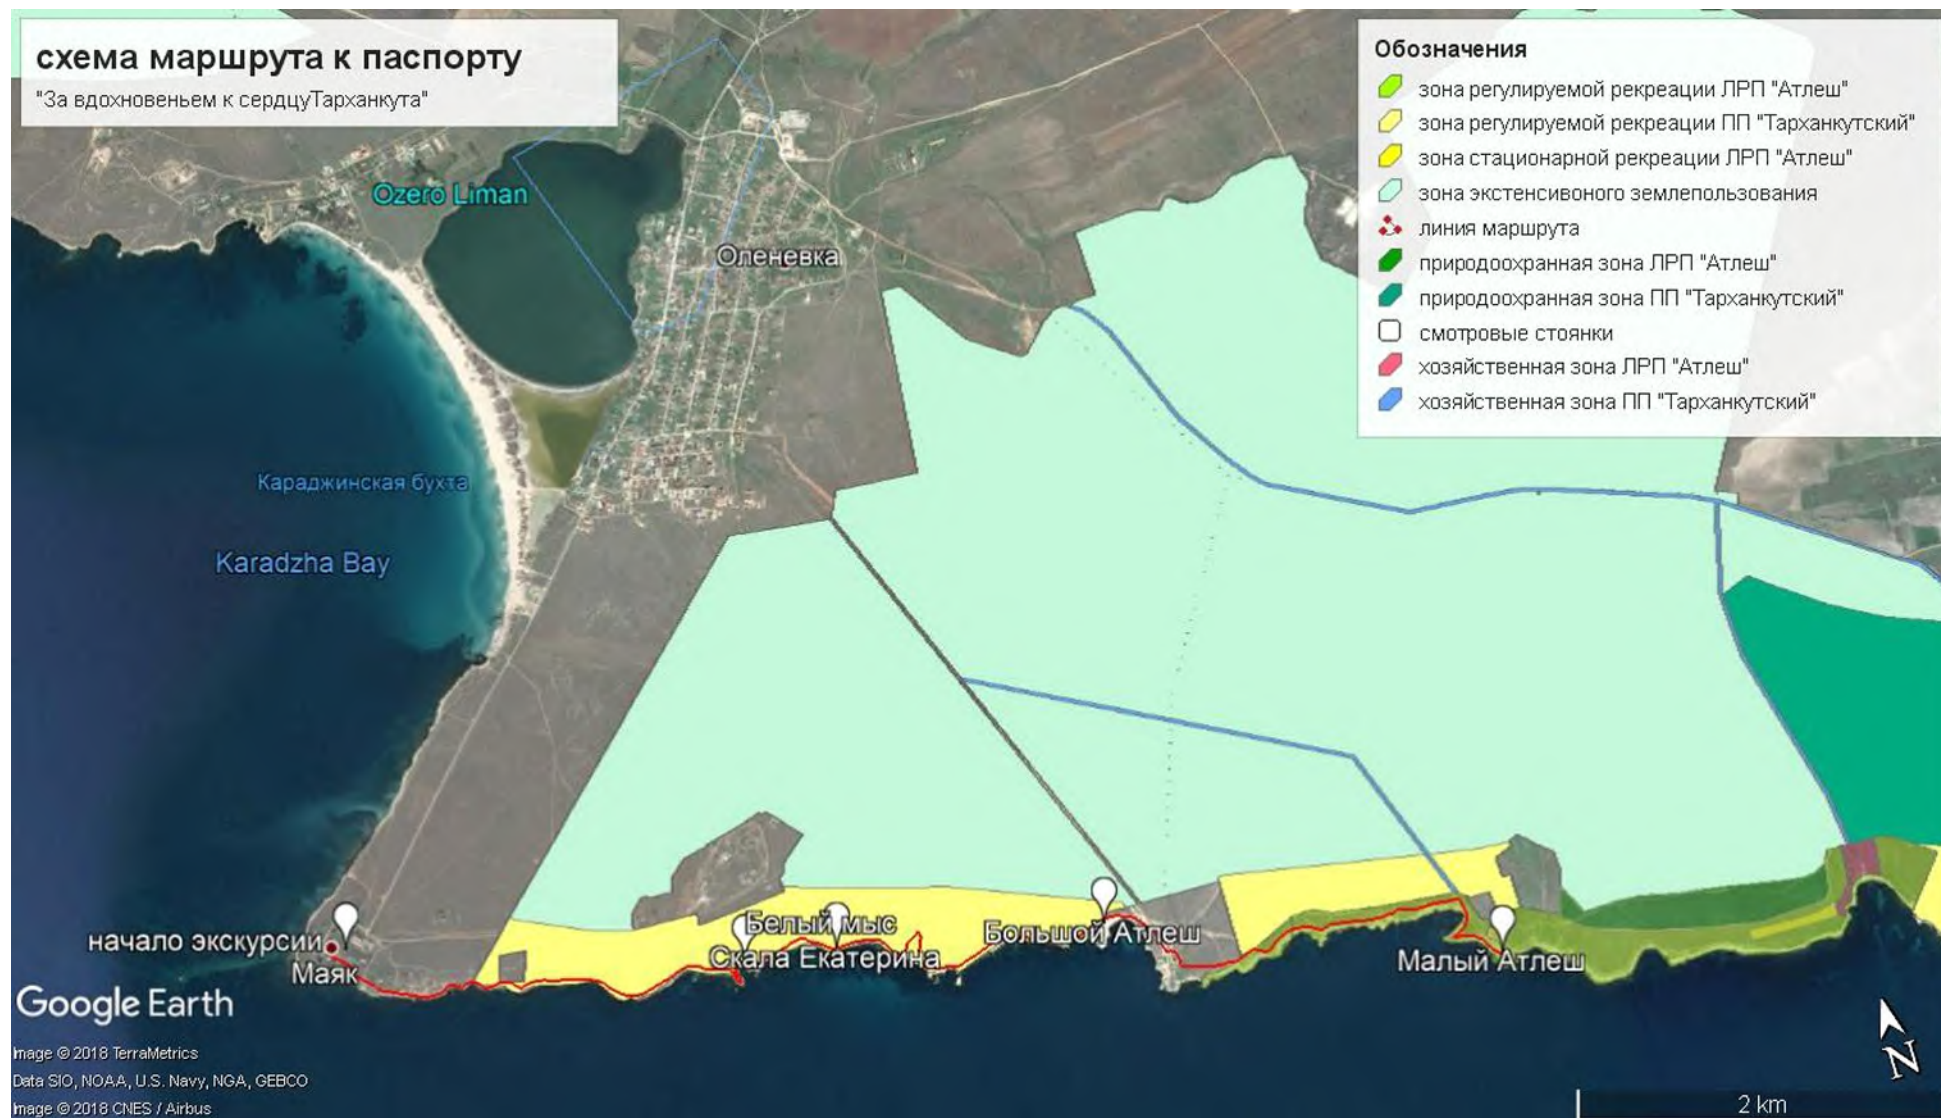 схема маршрута к паспорту
"За вдохновеньем к сердцуТарханкута"
Обозначения
зона регулируемой рекреации ЛРП "Атлеш"
зона регулируемой рекреации ПП "Тарханкутский"
зона стационарной рекреации ЛРП "Атлеш"
зона экстенсивоного землепользования
линия маршрута
природоохранная зона ЛРП "Атлеш"
природоохранная зона ПП "Тарханкутский"
смотровые стоянки
хозяйственная зона ЛРП "Атлеш"
хозяйственная зона ПП "Тарханкутский"
Ozero Liman
Оленевка
Караджинская бухта
Karadzha Bay
начало экскурсии
Маяк
Белый мыс
Скала Екатерина
Большой Атлеш
Малый Атлеш
Google Earth
Image © 2018 TerraMetrics
Data SIO, NOAA, U.S. Navy, NGA, GEBCO
Image © 2018 CNES / Airbus
N
2 km